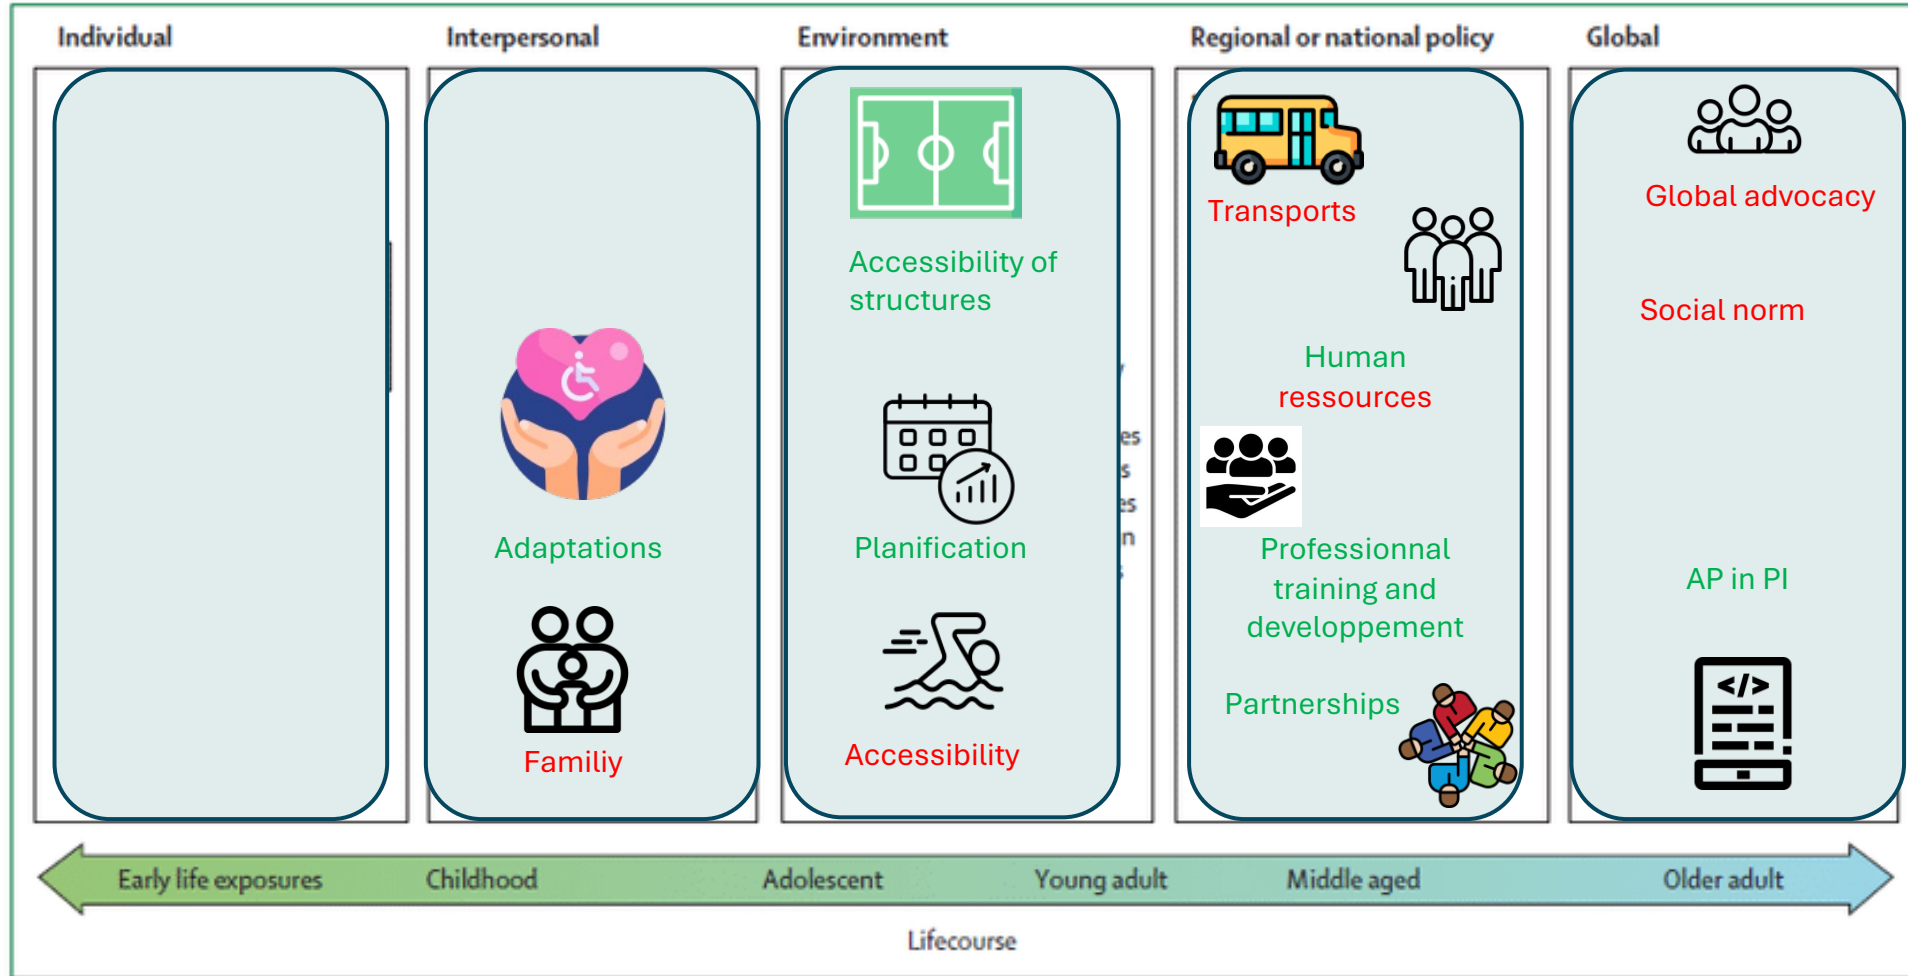 Individual
Interpersonal
Environment
Regional or national policy
Global
Adaptations
Familiy
Accessibility of
structures
Planification
Accessibility
es
s
es
n
Transports
Human
ressources
Professionnal
training and
developpement
Partnerships
Global advocacy
Social norm
AP in PI
</>
Early life exposures
Childhood
Adolescent
Young adult
Middle aged
Older adult
Lifecourse